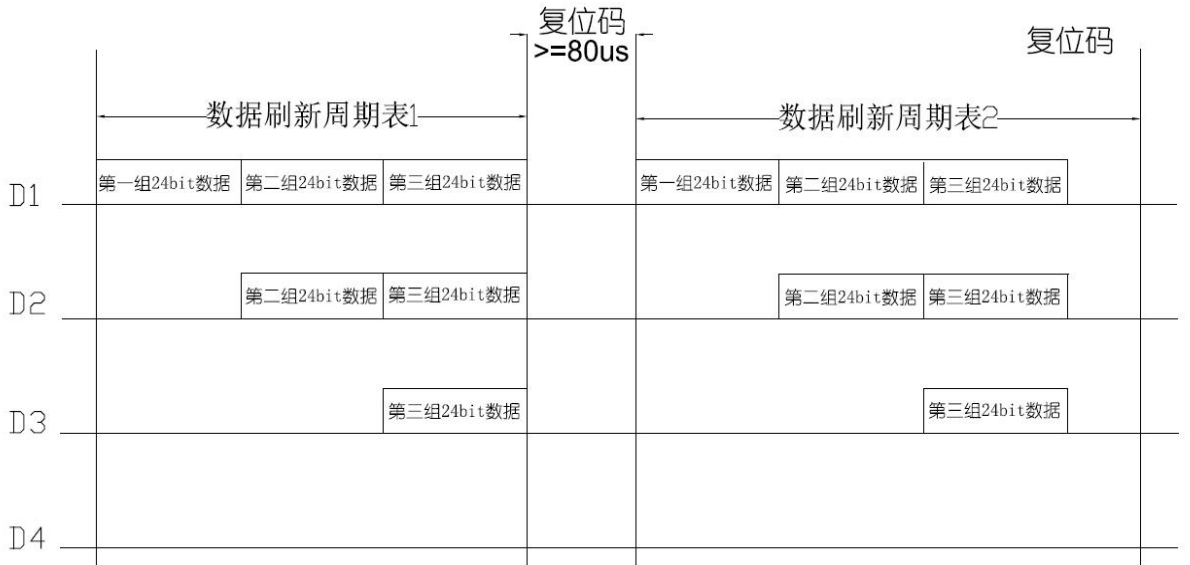 复位码
>=80us
复位码
数据刷新周期表1
数据刷新周期表2
D1
第一组24bit数据 第二组24bit数据 第三组24bit数据
第一组24bit数据 第二组24bit数据 第三组24bit数据
D2
第二组24bit数据 第三组24bit数据
第二组24bit数据 第三组24bit数据
D3
第三组24bit数据
第三组24bit数据
D4